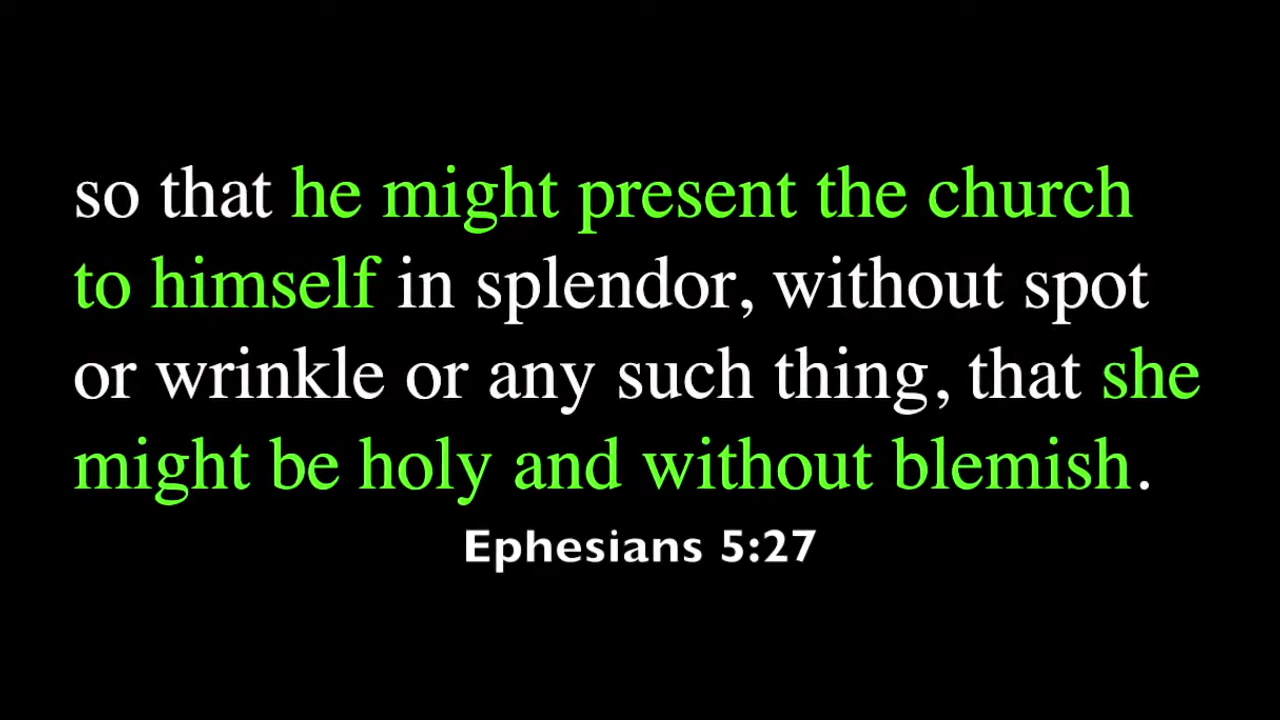 so that he might present the church
to himself in splendor, without spot
or wrinkle or any such thing, that she
might be holy and without blemish.
Ephesians 5:27